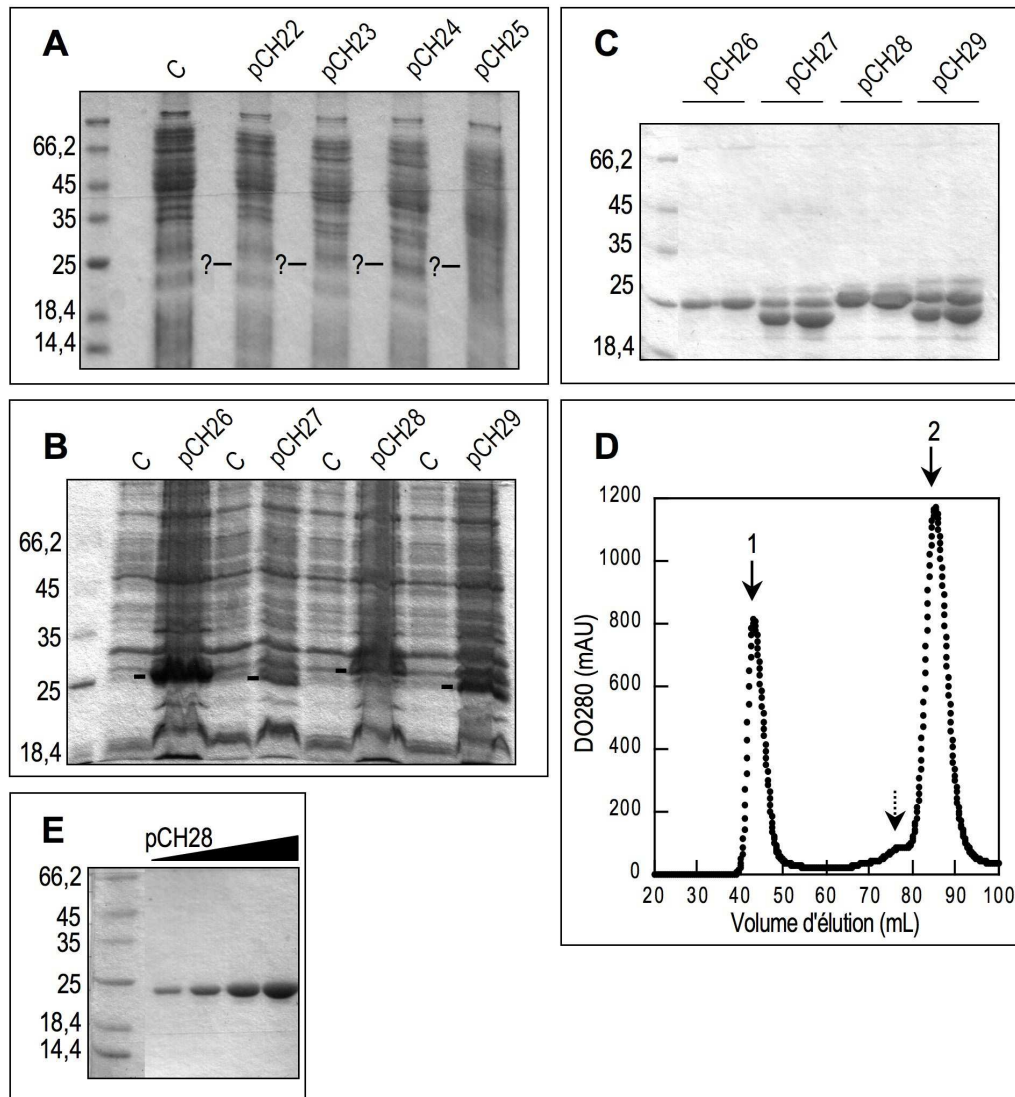 A
C
pCH22
pCH23
pCH24
pCH25
66,2
45
35
25
18,4
14,4
?
?
?
?
B
C
pCH26
C
pCH27
C
pCH28
C
pCH29
66,2
45
35
25
18,4
E
pCH28
66,2
45
35
25
18,4
14,4
C
pCH26
pCH27
pCH28
pCH29
66,2
45
35
25
18,4
D
1
2
DO280 (mAU)
1200
1000
800
600
400
200
0
20 30 40 50 60 70 80 90 100
Volume d'élution (mL)